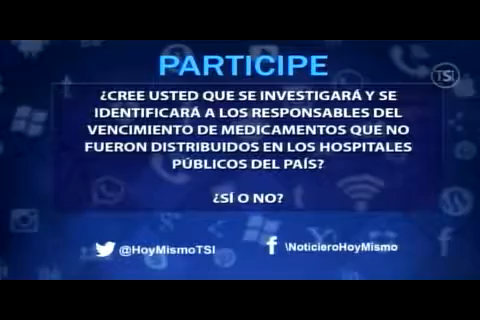 PARTICIPE
TSI
¿CREE USTED QUE SE INVESTIGARÁ Y SE
IDENTIFICARÁ A LOS RESPONSABLES DEL
VENCIMIENTO DE MEDICAMENTOS QUE NO
FUERON DISTRIBUIDOS EN LOS HOSPITALES
PÚBLICOS DEL PAÍS?
¿SÍ O NO?
@HoyMismoTSI
\NoticieroHoyMismo